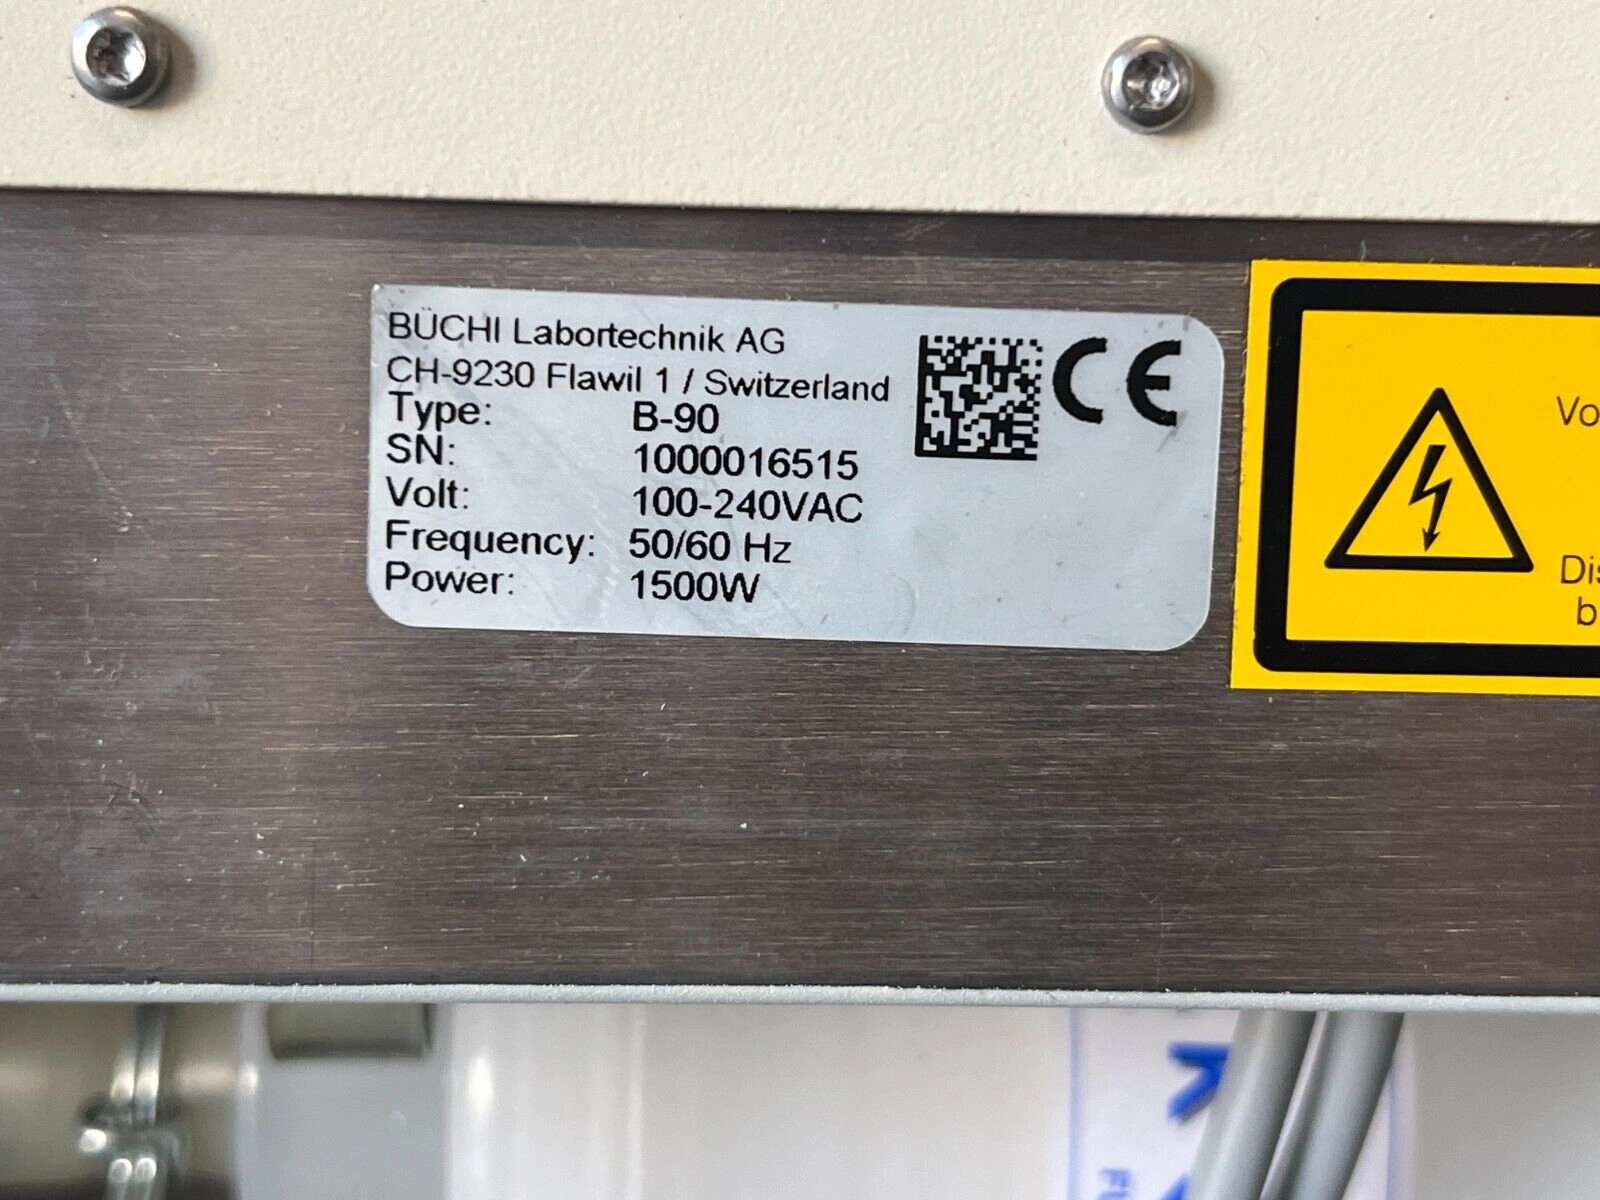 BÜCHI Labortechnik AG
CH-9230 Flawil 1 / Switzerland
Type: B-90
SN: 1000016515
Volt: 100-240VAC
Frequency: 50/60 Hz
Power: 1500W
CE